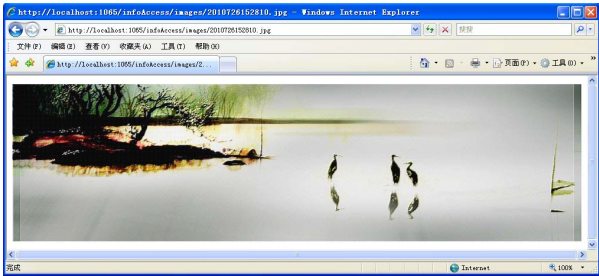 http://localhost:1065/infoAccess/images/2010726152810.jpg - Windows Internet Explorer
http://localhost:1065/infoAccess/images/2010726152810.jpg
搜搜
文件(F) 编辑(E) 查看(V) 收藏夹(A) 工具(T) 帮助(H)
http://localhost:1065/infoAccess/images/2...
页面(P) 工具(O)
完成
Internet
100%